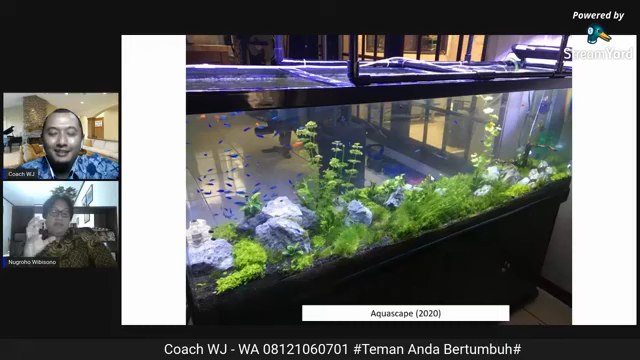 Powered by
StreamYard
Coach WJ
Nugroho Wibisono
Aquascape (2020)
Coach WJ - WA 08121060701 #Teman Anda Bertumbuh#